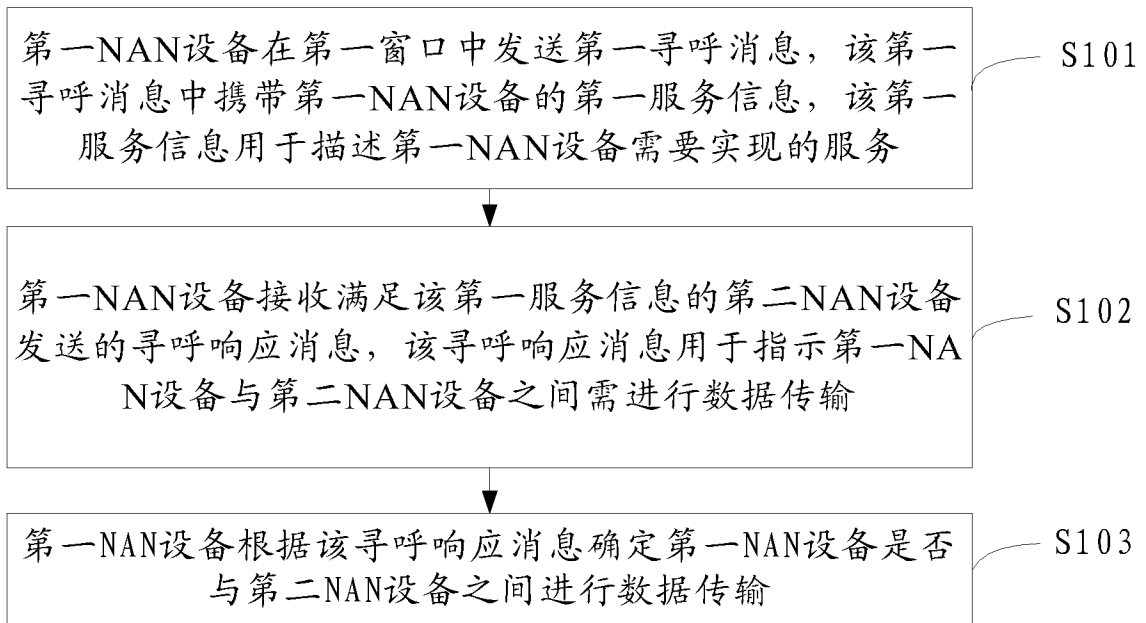 第一NAN设备在第一窗口中发送第一寻呼消息，该第一
寻呼消息中携带第一NAN设备的第一服务信息，该第一
服务信息用于描述第一NAN设备需要实现的服务
S101
第一NAN设备接收满足该第一服务信息的第二NAN设备
发送的寻呼响应消息，该寻呼响应消息用于指示第一NA
N设备与第二NAN设备之间需进行数据传输
S102
第一NAN设备根据该寻呼响应消息确定第一NAN设备是否
与第二NAN设备之间进行数据传输
S103